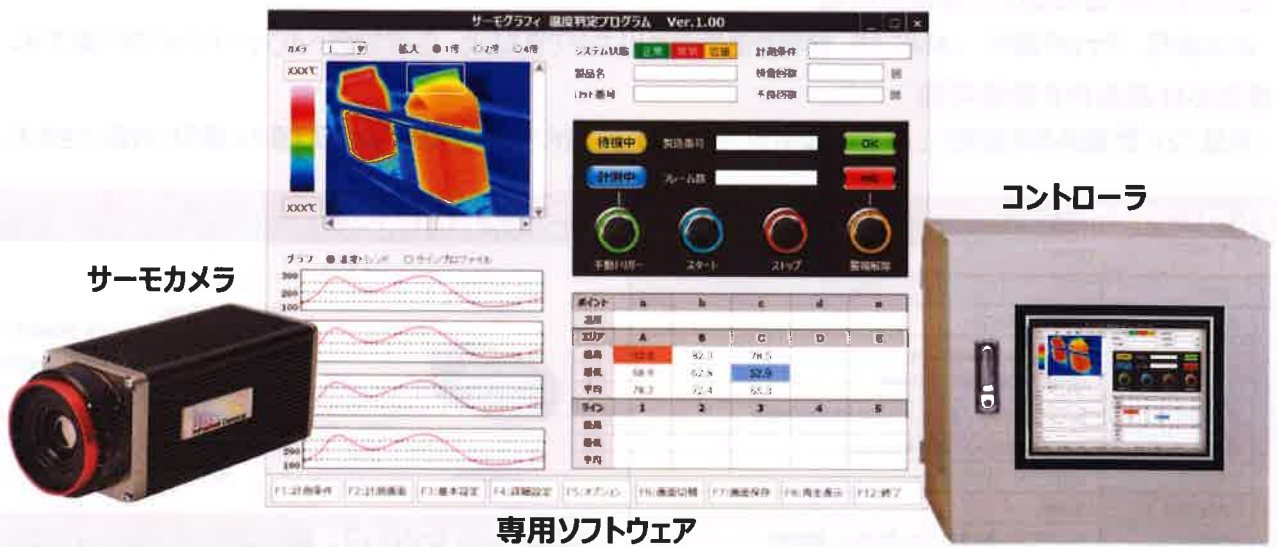 サーモグラフィ 温度判定プログラム Ver.1.00
カメラ 1 拡大 1倍 2倍 4倍
システム状態 正常 異常 警報 計測条件
XXX℃
製品名 検査回数 回
ロット番号 不良回数 回
待機中 製造番号 OK
計測中 フレーム数 NG
XXX℃
手動トリガー スタート ストップ 警報解除
グラフ 温度トレンド ラインプロファイル
300
200
100
200
100
ポイント a b c d e
温度
エリア A B C D E
最高 82.3 78.5
最低 52.9
平均 65.3
ライン 1 2 3 4 5
最高
最低
平均
F1:計測条件 F2:計測画面 F3:基本設定 F4:詳細設定 F5:オプション F6:画面切替 F7:画面保存 F8:再生表示 F12:終了
サーモカメラ
コントローラ
専用ソフトウェア